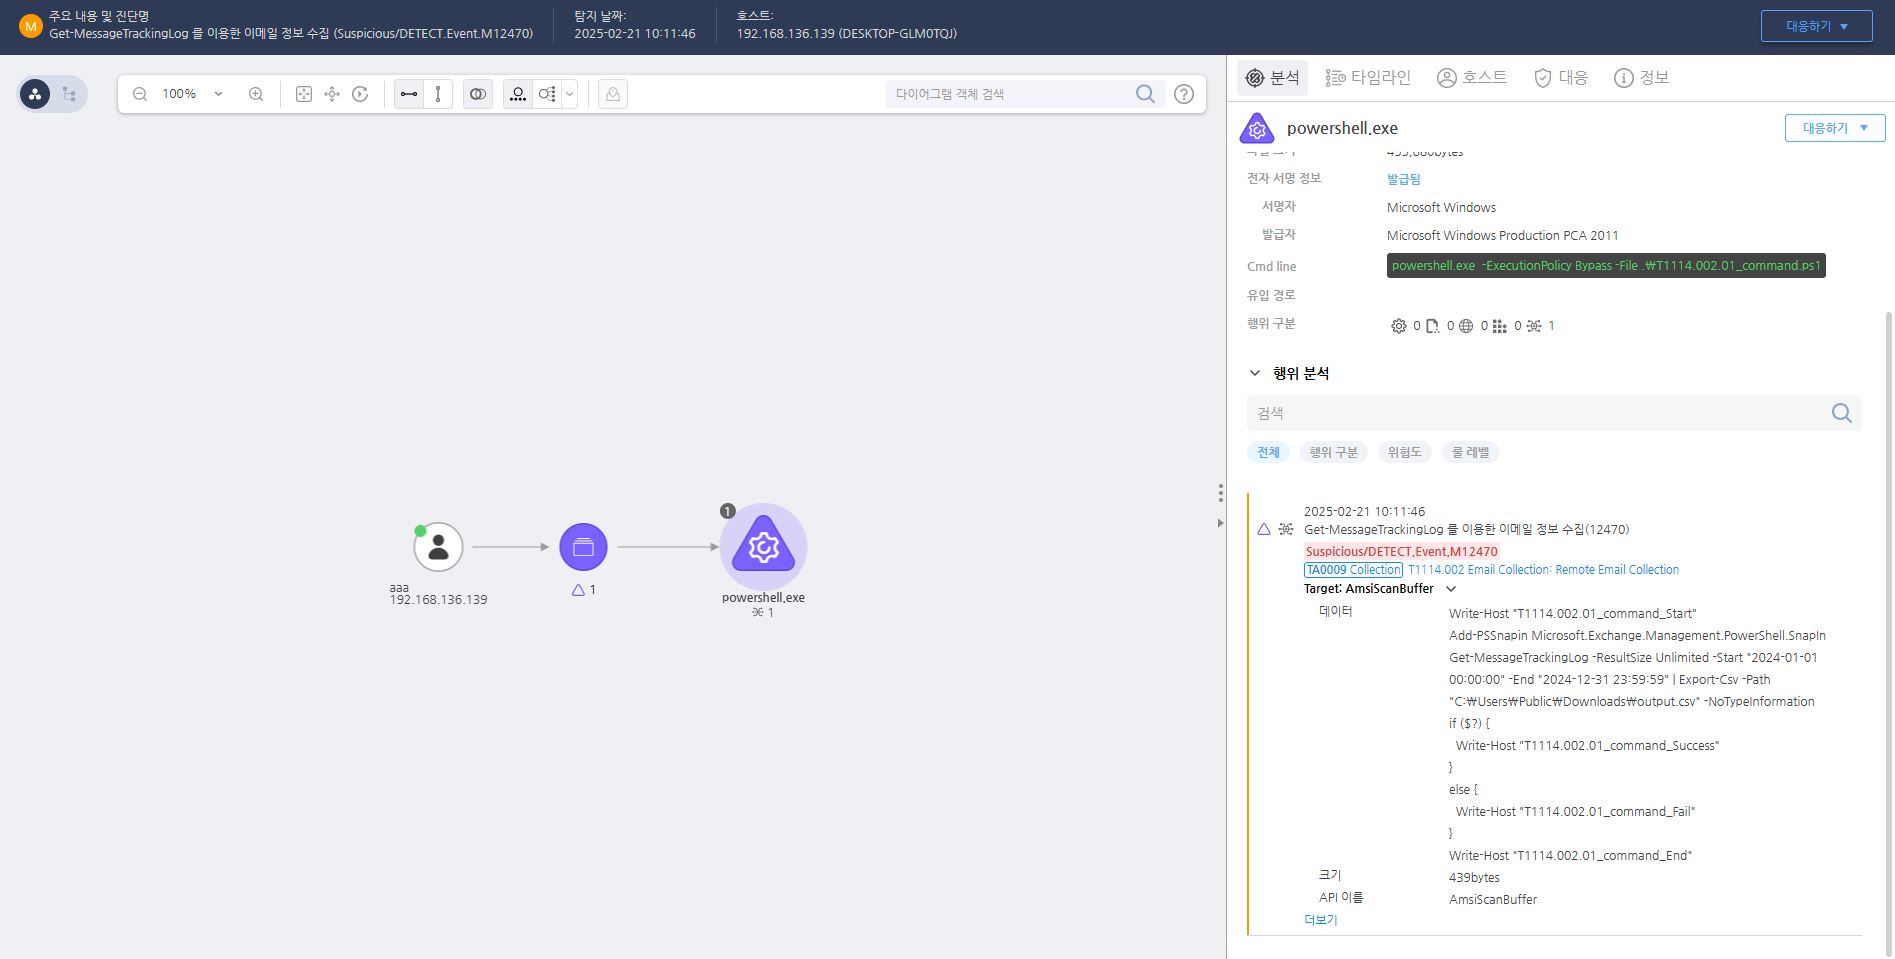 M
주요 내용 및 진단명
Get-MessageTrackingLog 를 이용한 이메일 정보 수집 (Suspicious/DETECT.Event.M12470)
탐지 날짜:
2025-02-21 10:11:46
호스트:
192.168.136.139 (DESKTOP-GLM0TQJ)
대응하기
100%
다이어그램 객체 검색
분석
타임라인
호스트
대응
정보
powershell.exe
대응하기
전자 서명 정보
발급됨
서명자
Microsoft Windows
발급자
Microsoft Windows Production PCA 2011
Cmd line
powershell.exe -ExecutionPolicy Bypass -File .₩T1114.002.01_command.ps1
유입 경로
행위 구분
0 0 0 0 1
행위 분석
검색
전체
행위 구분
위험도
룰 레벨
2025-02-21 10:11:46
Get-MessageTrackingLog 를 이용한 이메일 정보 수집(12470)
Suspicious/DETECT.Event.M12470
TA0009 Collection T1114.002 Email Collection: Remote Email Collection
Target: AmsiScanBuffer
데이터
Write-Host "T1114.002.01_command_Start"
Add-PSSnapin Microsoft.Exchange.Management.PowerShell.SnapIn
Get-MessageTrackingLog -ResultSize Unlimited -Start "2024-01-01
00:00:00" -End "2024-12-31 23:59:59" | Export-Csv -Path
"C:₩Users₩Public₩Downloads₩output.csv" -NoTypeInformation
if ($?) {
Write-Host "T1114.002.01_command_Success"
}
else {
Write-Host "T1114.002.01_command_Fail"
}
Write-Host "T1114.002.01_command_End"
크기
439bytes
API 이름
AmsiScanBuffer
더보기
aaa
192.168.136.139
1
1
powershell.exe
1